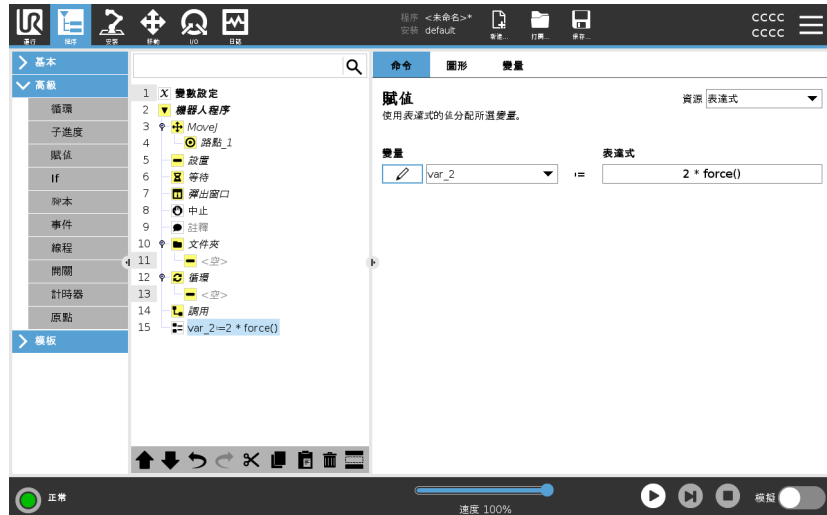 UR
運行
程序
安裝
移動
I/O
日誌
程序 <未命名>*
安裝 default
新建...
打開...
保存...
CCCC
CCCC
基本
高級
循環
子進度
賦值
If
腳本
事件
線程
開關
計時器
原點
模板
1 X 變數設定
2 機器人程序
3 MoveJ
4 路點_1
5 設置
6 等待
7 彈出窗口
8 中止
9 註釋
10 文件夾
11 <空>
12 循環
13 <空>
14 調用
15 var_2:=2 * force()
命令 圖形 變量
賦值
資源 表達式
使用表達式的值分配所選變量。
變量 表達式
var_2 := 2 * force()
正常
速度 100%
模擬